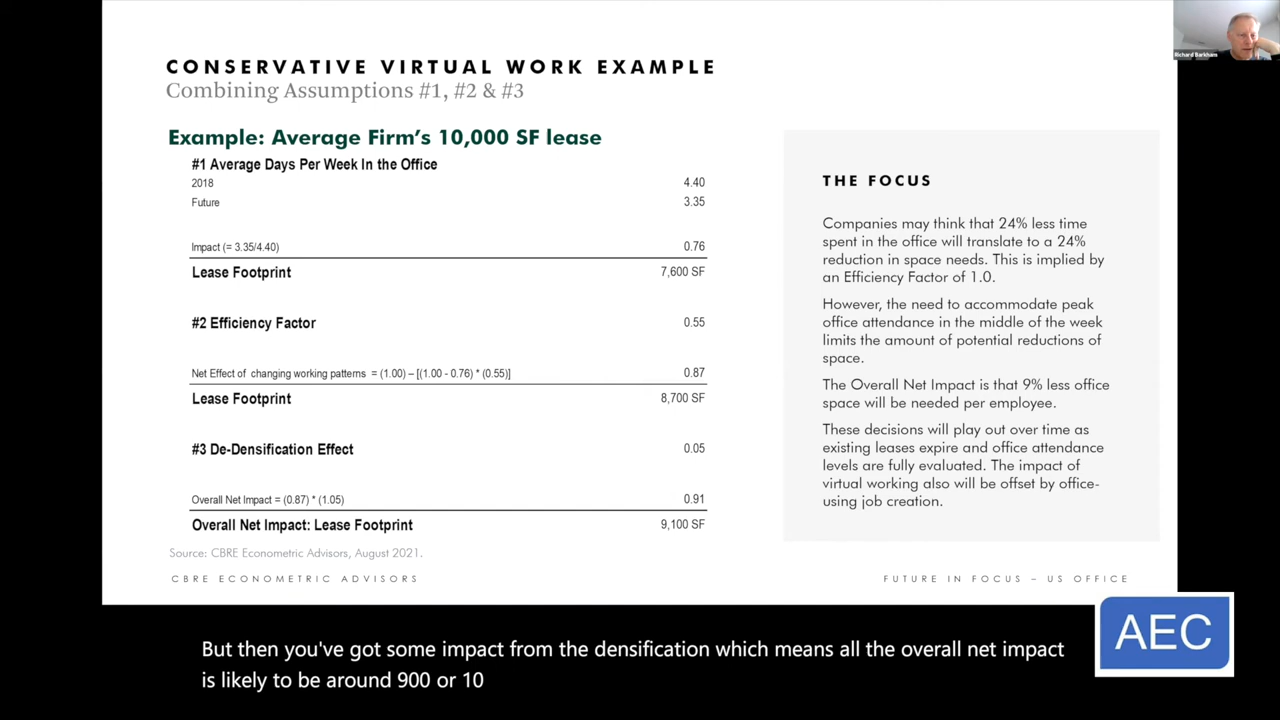 CONSERVATIVE VIRTUAL WORK EXAMPLE
Combining Assumptions #1, #2 & #3
Example: Average Firm's 10,000 SF lease
#1 Average Days Per Week In the Office
2018 4.40
Future 3.35
Impact (= 3.35/4.40) 0.76
Lease Footprint 7,600 SF
#2 Efficiency Factor 0.55
Net Effect of changing working patterns = (1.00) – [(1.00 - 0.76) * (0.55)] 0.87
Lease Footprint 8,700 SF
#3 De-Densification Effect 0.05
Overall Net Impact = (0.87) * (1.05) 0.91
Overall Net Impact: Lease Footprint 9,100 SF
Source: CBRE Econometric Advisors, August 2021.
THE FOCUS
Companies may think that 24% less time
spent in the office will translate to a 24%
reduction in space needs. This is implied by
an Efficiency Factor of 1.0.
However, the need to accommodate peak
office attendance in the middle of the week
limits the amount of potential reductions of
space.
The Overall Net Impact is that 9% less office
space will be needed per employee.
These decisions will play out over time as
existing leases expire and office attendance
levels are fully evaluated. The impact of
virtual working also will be offset by office-
using job creation.
CBRE ECONOMETRIC ADVISORS
FUTURE IN FOCUS – US OFFICE
Richard Barkham
But then you've got some impact from the densification which means all the overall net impact
is likely to be around 900 or 10
AEC